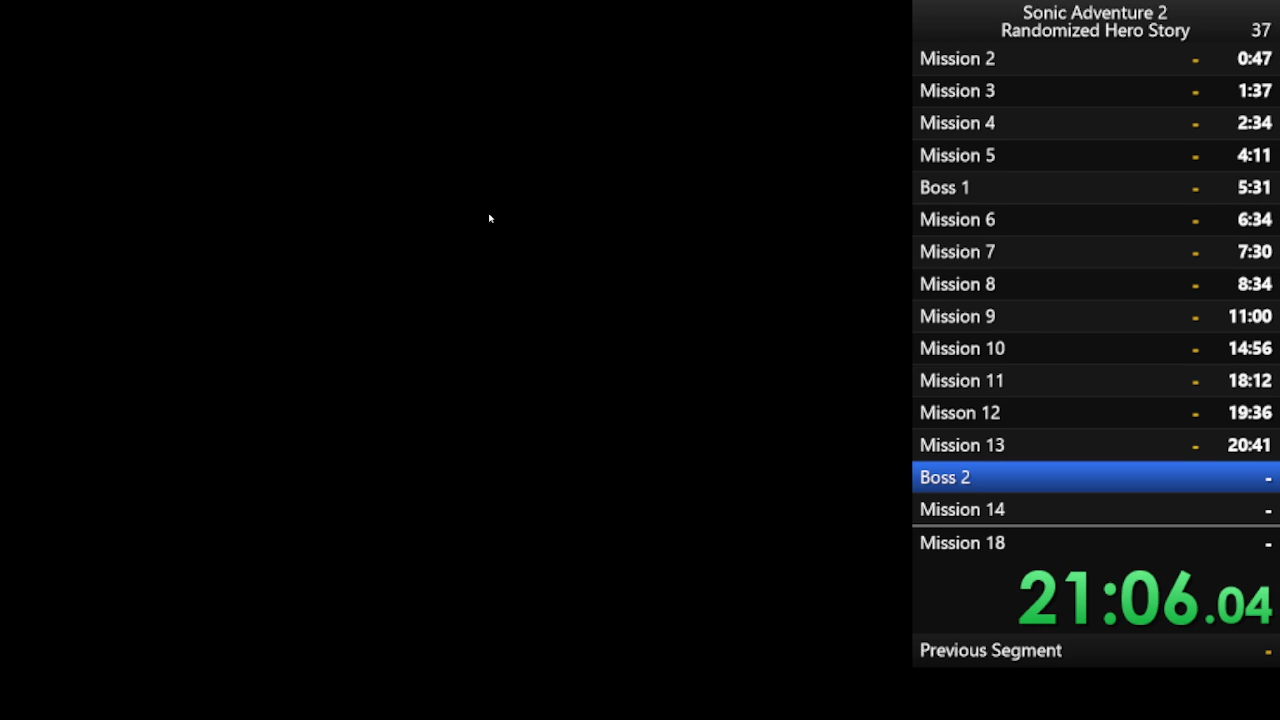 Sonic Adventure 2
Randomized Hero Story 37
Mission 2 - 0:47
Mission 3 - 1:37
Mission 4 - 2:34
Mission 5 - 4:11
Boss 1 - 5:31
Mission 6 - 6:34
Mission 7 - 7:30
Mission 8 - 8:34
Mission 9 - 11:00
Mission 10 - 14:56
Mission 11 - 18:12
Misson 12 - 19:36
Mission 13 - 20:41
Boss 2 -
Mission 14 -
Mission 18 -
21:06.04
Previous Segment -